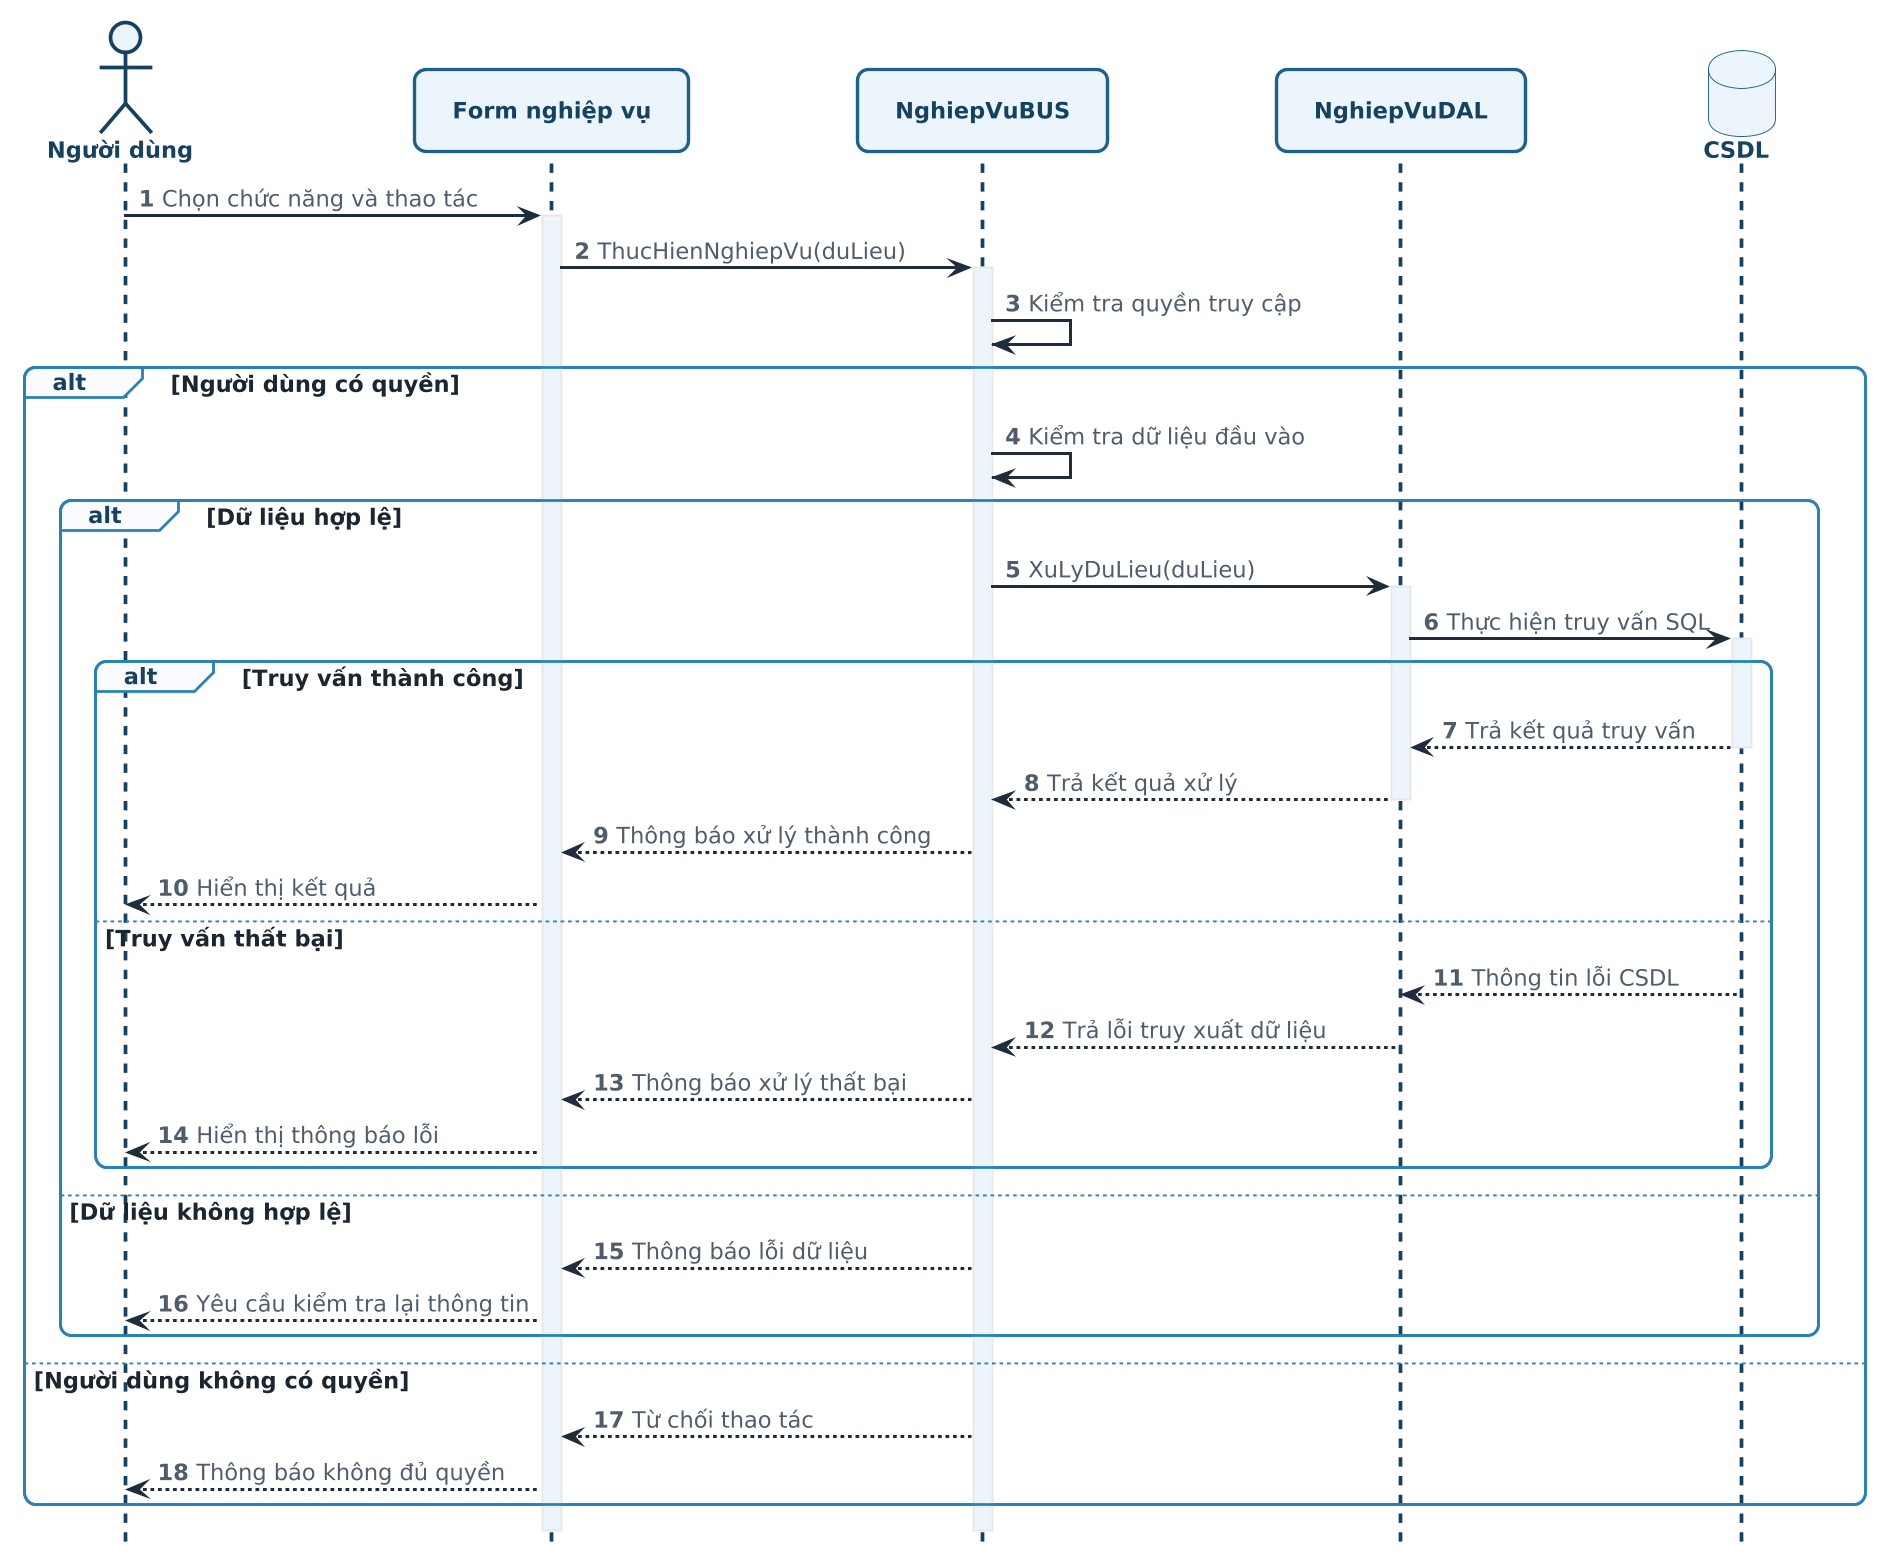 Người dùng
Form nghiệp vụ
NghiepVuBUS
NghiepVuDAL
CSDL
1 Chọn chức năng và thao tác
2 ThucHienNghiepVu(duLieu)
3 Kiểm tra quyền truy cập
alt [Người dùng có quyền]
4 Kiểm tra dữ liệu đầu vào
alt [Dữ liệu hợp lệ]
5 XuLyDuLieu(duLieu)
6 Thực hiện truy vấn SQL
alt [Truy vấn thành công]
7 Trả kết quả truy vấn
8 Trả kết quả xử lý
9 Thông báo xử lý thành công
10 Hiển thị kết quả
[Truy vấn thất bại]
11 Thông tin lỗi CSDL
12 Trả lỗi truy xuất dữ liệu
13 Thông báo xử lý thất bại
14 Hiển thị thông báo lỗi
[Dữ liệu không hợp lệ]
15 Thông báo lỗi dữ liệu
16 Yêu cầu kiểm tra lại thông tin
[Người dùng không có quyền]
17 Từ chối thao tác
18 Thông báo không đủ quyền